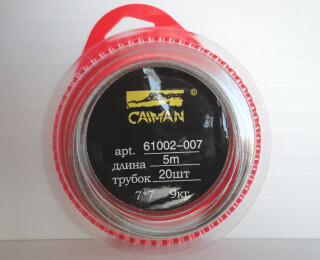 CAIMAN ®
арт. 61002-007
длина 5m
трубок 20шт
7*7 9кг